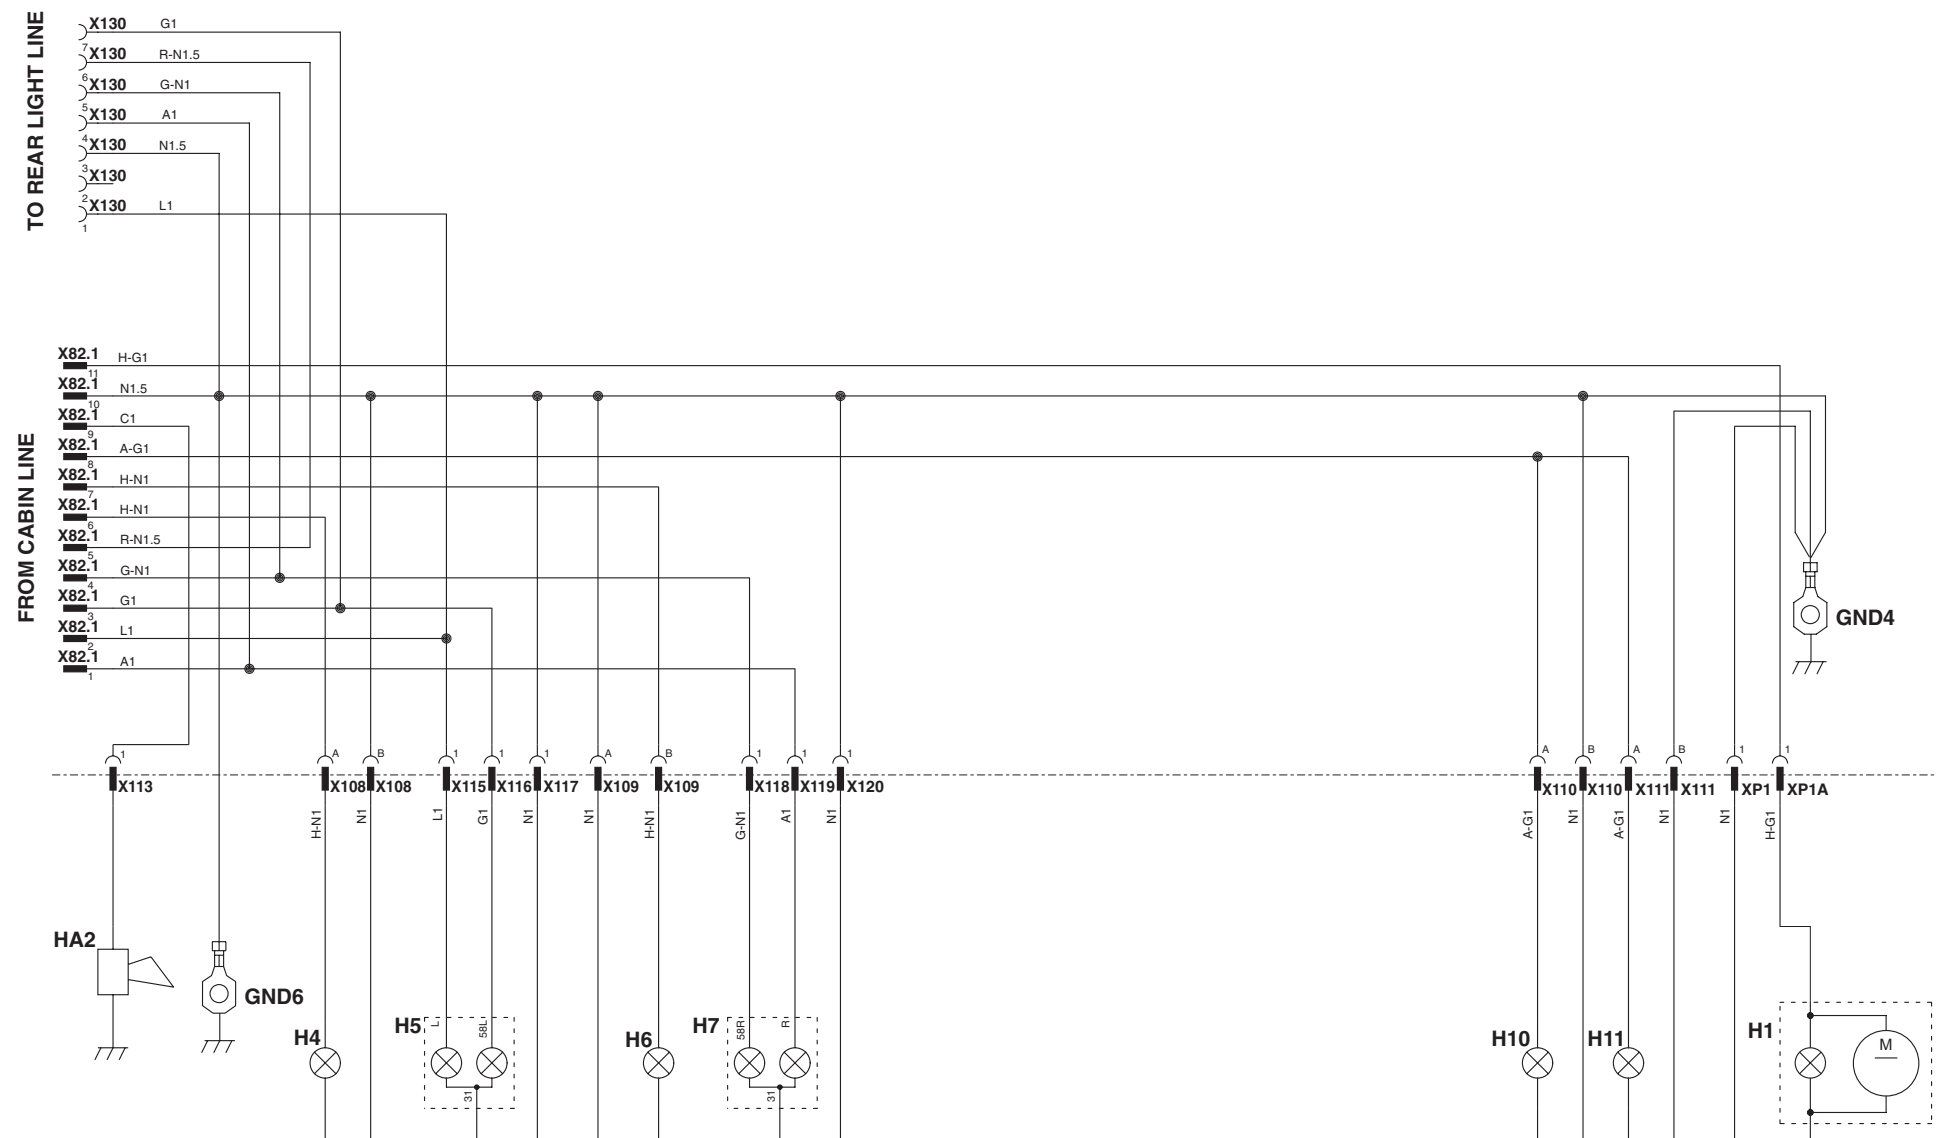 TO REAR LIGHT LINE
X130 G1
7
X130 R-N1.5
6
X130 G-N1
5
X130 A1
4
X130 N1.5
3
X130
2
X130 L1
1
FROM CABIN LINE
X82.1 H-G1
11
X82.1 N1.5
10
X82.1 C1
9
X82.1 A-G1
8
X82.1 H-N1
7
X82.1 H-N1
6
X82.1 R-N1.5
5
X82.1 G-N1
4
X82.1 G1
3
X82.1 L1
2
X82.1 A1
1
GND4
1 A B 1 1 1 A B 1 1 1 A B A B 1 1
X113 X108 X108 X115 X116 X117 X109 X109 X118 X119 X120 X110 X110 X111 X111 XP1 XP1A
H-N1 N1 L1 G1 N1 N1 H-N1 G-N1 A1 N1 A-G1 N1 A-G1 N1 N1 H-G1
HA2
GND6
H4
H5 L 58L
31
H6
H7 58R R
31
H10
H11
H1
M